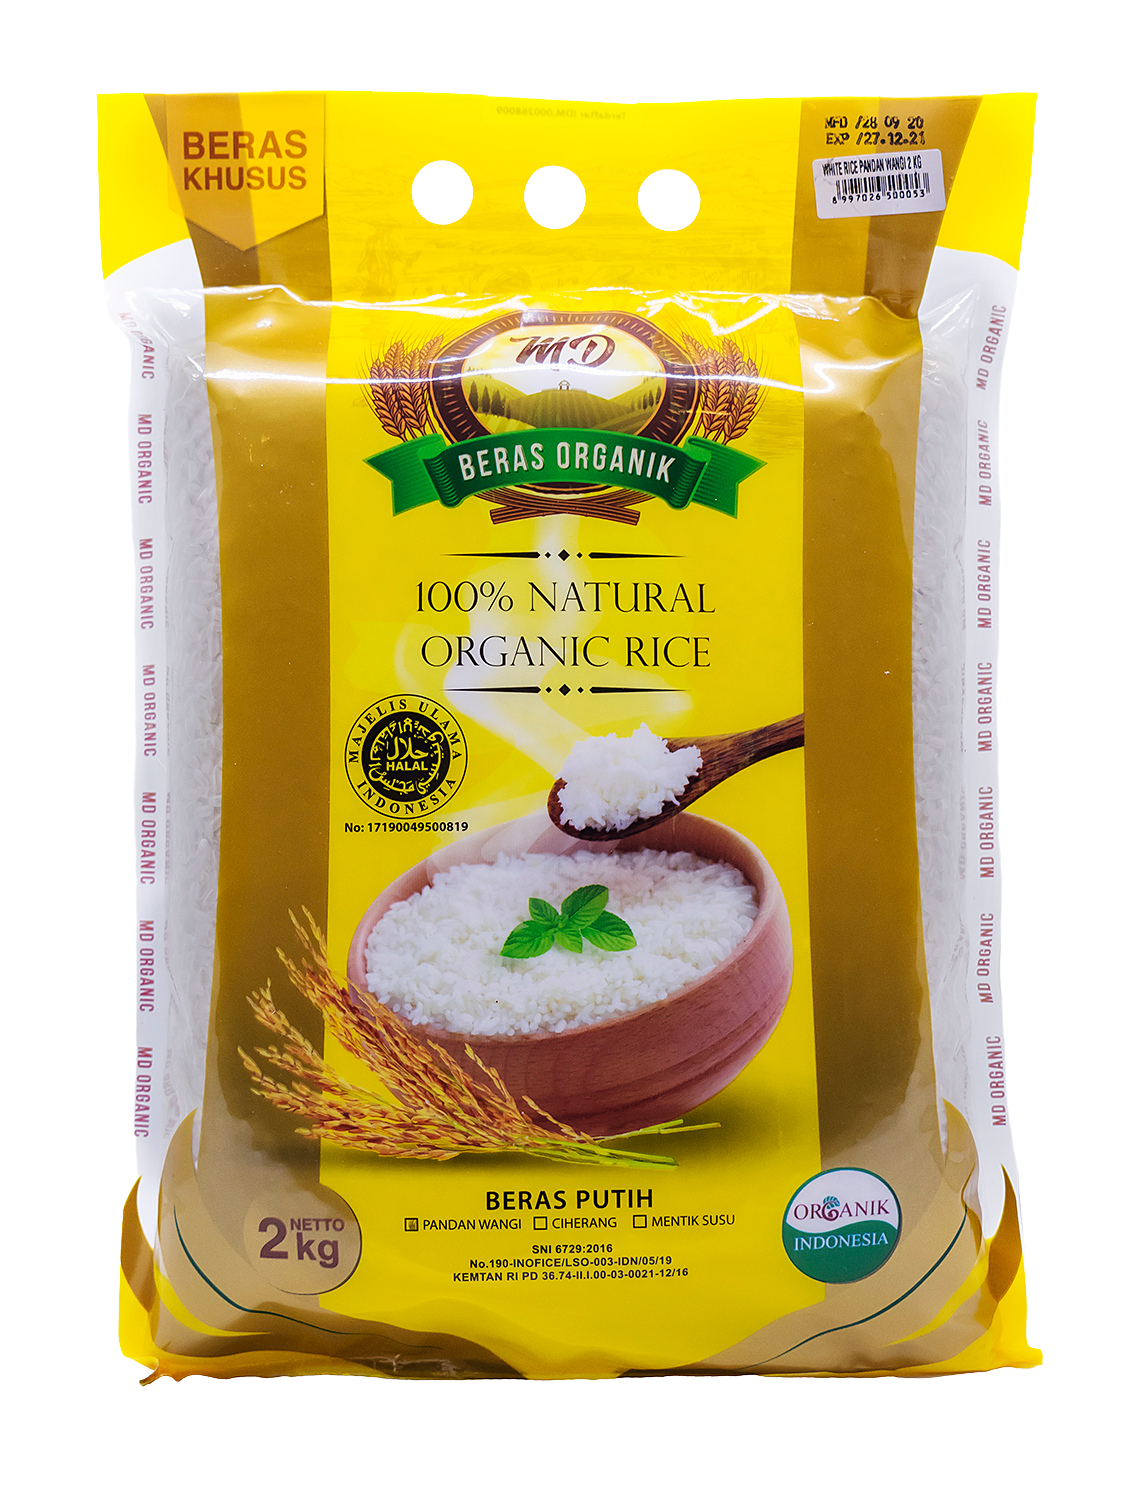 Terdaftar IDM.000248009
BERAS
KHUSUS
MFD /28 09 20
EXP /27.12.21
WHITE RICE PANDAN WANGI 2 KG
8 997026 500053
MD
BERAS ORGANIK
100% NATURAL
ORGANIC RICE
MAJELIS ULAMA
حلال
HALAL
INDONESIA
No: 17190049500819
MD ORGANIC
MD ORGANIC
MD ORGANIC
MD ORGANIC
MD ORGANIC
MD ORGANIC
MD ORGANIC
MD ORGANIC
MD ORGANIC
MD ORGANIC
MD ORGANIC
MD ORGANIC
MD ORGANIC
MD ORGANIC
BERAS PUTIH
PANDAN WANGI CIHERANG MENTIK SUSU
SNI 6729:2016
No.190-INOFICE/LSO-003-IDN/05/19
KEMTAN RI PD 36.74-II.I.00-03-0021-12/16
NETTO
2 kg
ORGANIK
INDONESIA